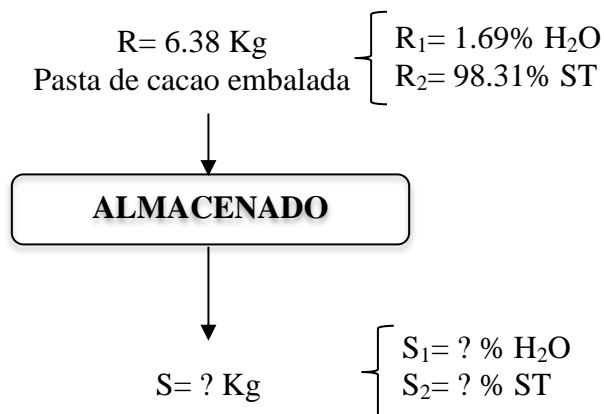 R= 6.38 Kg
Pasta de cacao embalada
R₁= 1.69% H₂O
R₂= 98.31% ST
ALMACENADO
S= ? Kg
S₁= ? % H₂O
S₂= ? % ST